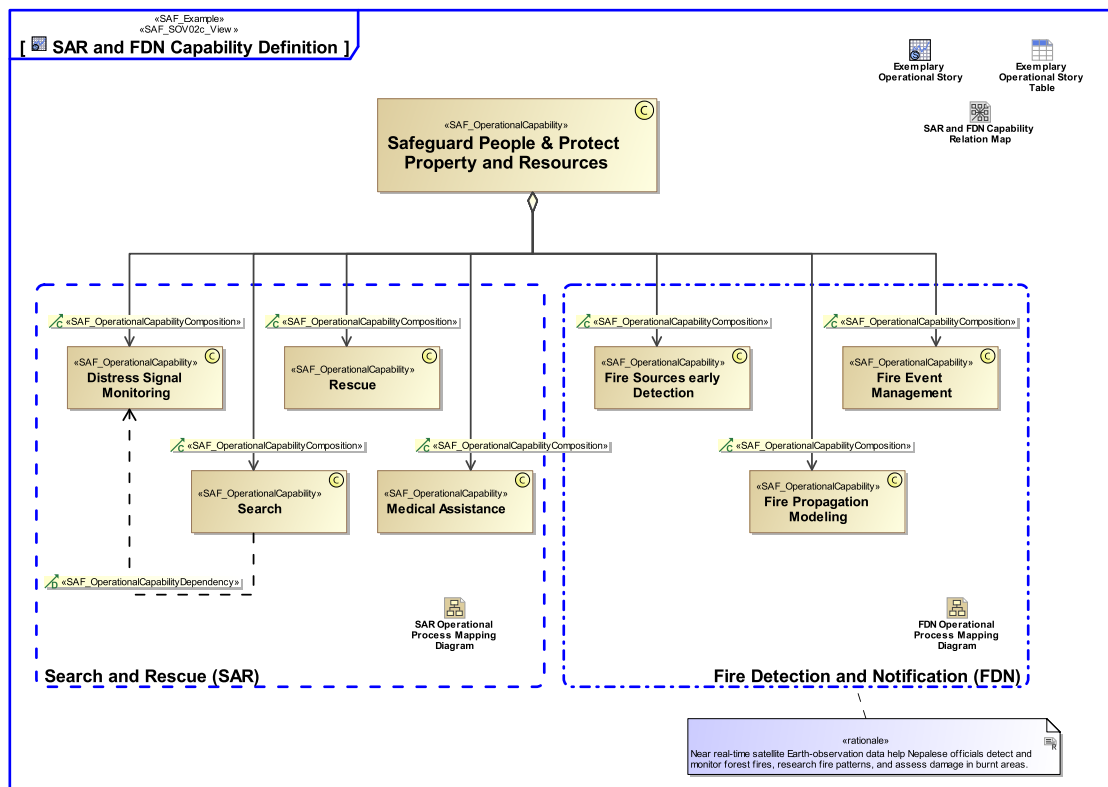 «SAF_Example»
«SAF_SOV02c_View »
[ SAR and FDN Capability Definition ]
Exemplary
Operational Story
Exemplary
Operational Story
Table
SAR and FDN Capability
Relation Map
«SAF_OperationalCapability»
Safeguard People & Protect
Property and Resources
C
«SAF_OperationalCapabilityComposition»
«SAF_OperationalCapabilityComposition»
«SAF_OperationalCapabilityComposition»
«SAF_OperationalCapabilityComposition»
«SAF_OperationalCapability»
Distress Signal
Monitoring
C
«SAF_OperationalCapability»
Rescue
C
«SAF_OperationalCapability»
Fire Sources early
Detection
C
«SAF_OperationalCapability»
Fire Event
Management
C
«SAF_OperationalCapabilityComposition»
«SAF_OperationalCapabilityComposition»
«SAF_OperationalCapabilityComposition»
«SAF_OperationalCapability»
Search
C
«SAF_OperationalCapability»
Medical Assistance
C
«SAF_OperationalCapability»
Fire Propagation
Modeling
C
«SAF_OperationalCapabilityDependency»
SAR Operational
Process Mapping
Diagram
FDN Operational
Process Mapping
Diagram
Search and Rescue (SAR)
Fire Detection and Notification (FDN)
«rationale»
Near real-time satellite Earth-observation data help Nepalese officials detect and
monitor forest fires, research fire patterns, and assess damage in burnt areas.